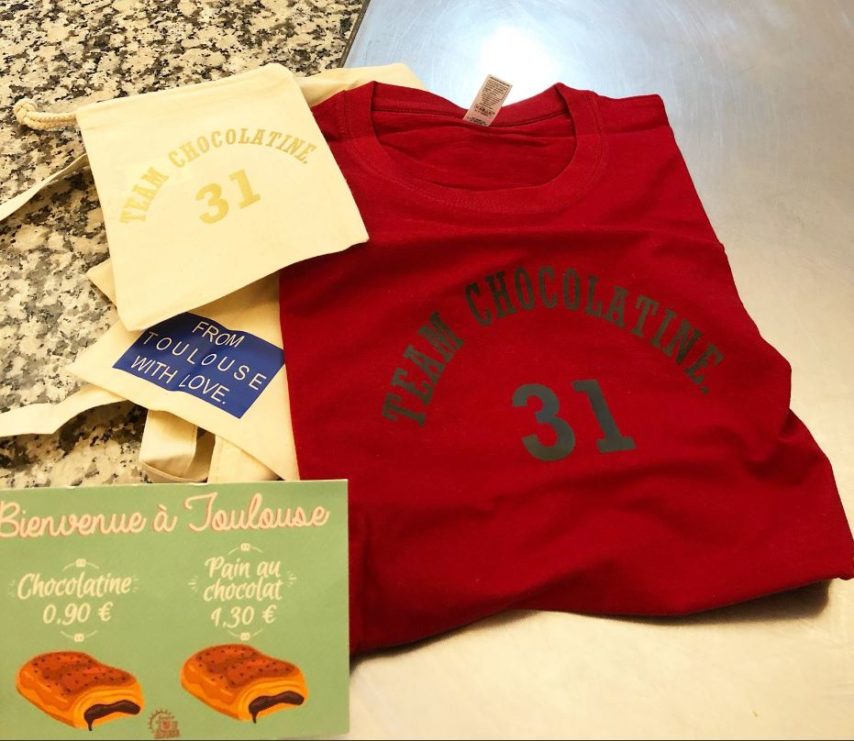 TEAM CHOCOLATINE.
31
FROM
TOULOUSE
WITH LOVE.
TEAM CHOCOLATINE.
31
Bienvenue à Toulouse
Chocolatine
0,90 €
Pain au
chocolat
1,30 €